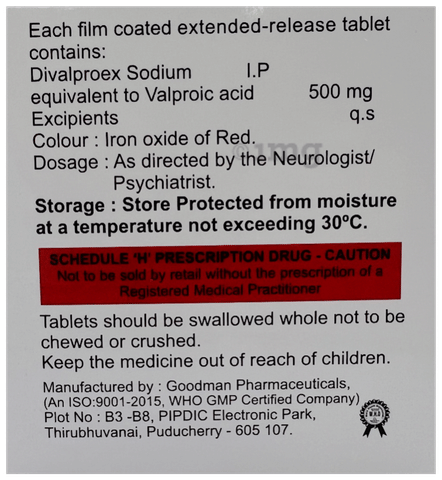 Each film coated extended-release tablet
contains:
Divalproex Sodium I.P
equivalent to Valproic acid 500 mg
Excipients q.s
Colour : Iron oxide of Red.
Dosage : As directed by the Neurologist/
Psychiatrist.
Storage : Store Protected from moisture
at a temperature not exceeding 30ºC.
SCHEDULE 'H' PRESCRIPTION DRUG - CAUTION
Not to be sold by retail without the prescription of a
Registered Medical Practitioner
Tablets should be swallowed whole not to be
chewed or crushed.
Keep the medicine out of reach of children.
Manufactured by : Goodman Pharmaceuticals,
(An ISO:9001-2015, WHO GMP Certified Company)
Plot No : B3 -B8, PIPDIC Electronic Park,
Thirubhuvanai, Puducherry - 605 107.